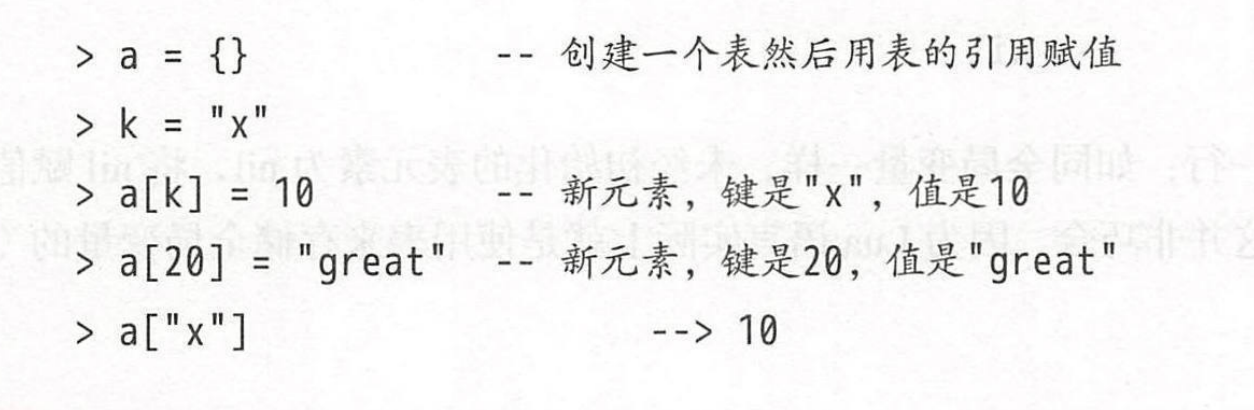 > a = {} -- 创建一个表然后用表的引用赋值
> k = "x"
> a[k] = 10 -- 新元素，键是"x"，值是10
> a[20] = "great" -- 新元素，键是20，值是"great"
> a["x"] --> 10